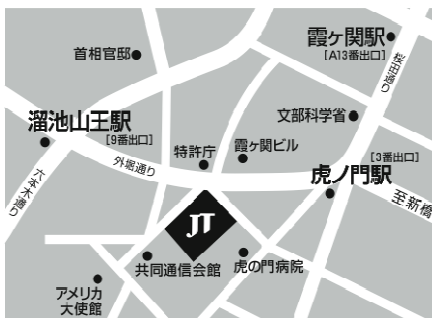 霞ヶ関駅
[A13番出口]
首相官邸
桜田通り
文部科学省
溜池山王駅
[9番出口]
外堀通り
特許庁
霞ヶ関ビル
[3番出口]
虎ノ門駅
六本木通り
至新橋
JT
共同通信会館
虎の門病院
アメリカ
大使館